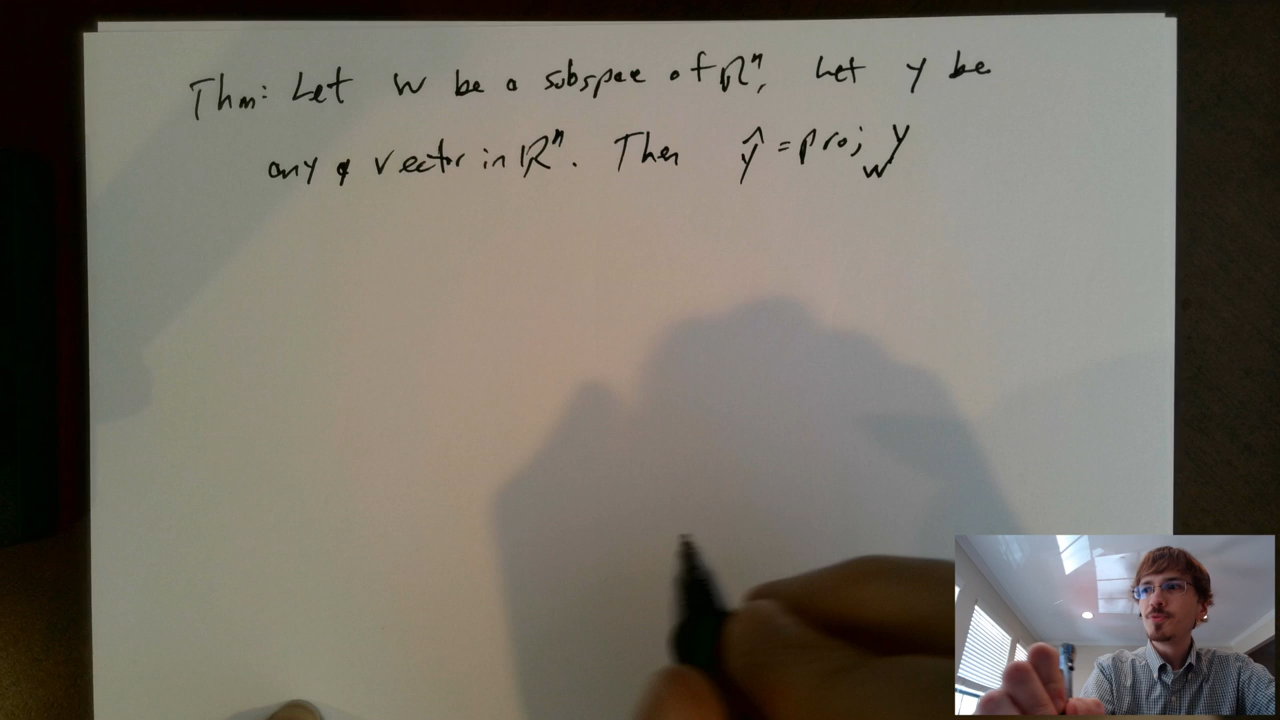 Thm: Let W be a subspace of ℝⁿ, Let y be
any vector in ℝⁿ. Then ŷ = proj_W y